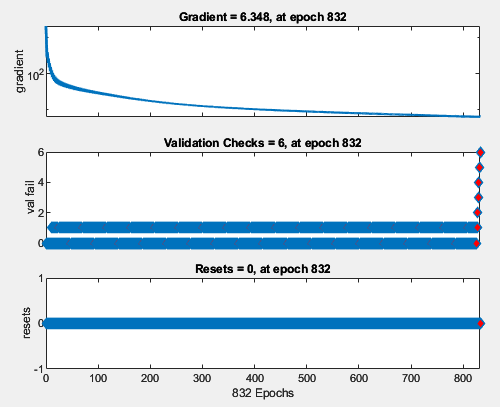 Gradient = 6.348, at epoch 832
gradient
10²
Validation Checks = 6, at epoch 832
val fail
6
4
2
0
Resets = 0, at epoch 832
resets
1
0
-1
0 100 200 300 400 500 600 700 800
832 Epochs